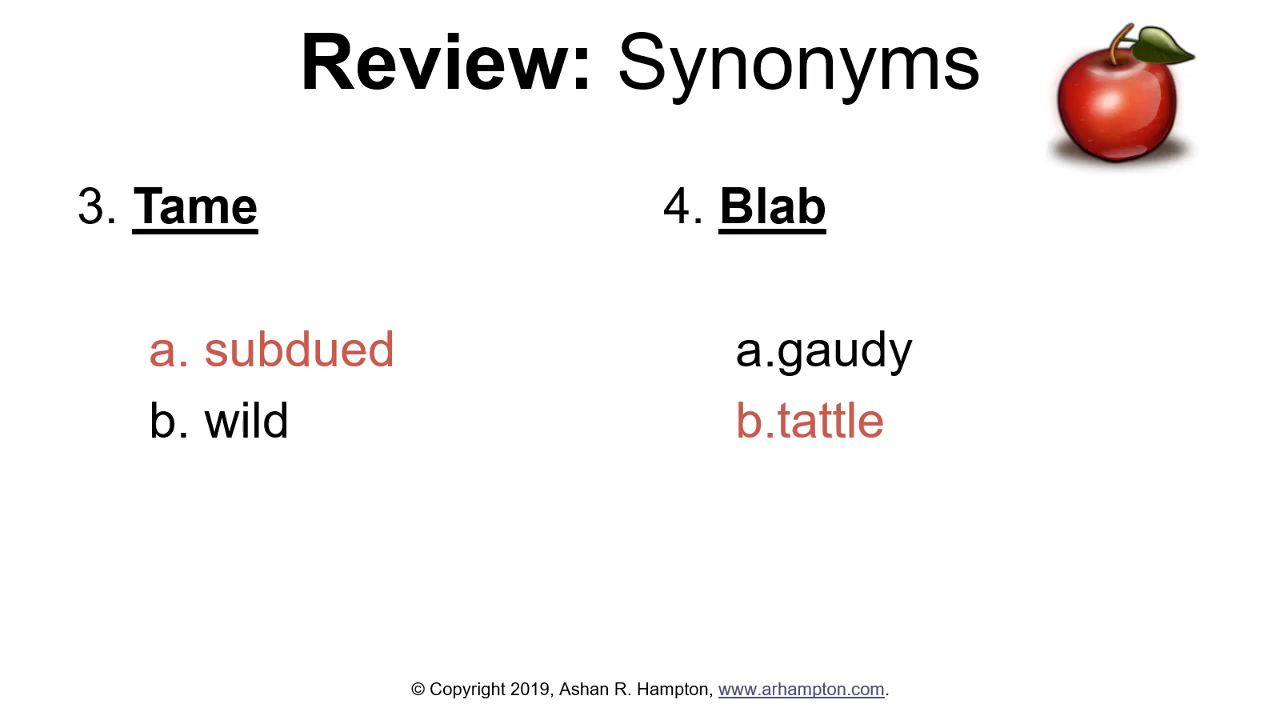 Review: Synonyms
3. Tame
a. subdued
b. wild
4. Blab
a.gaudy
b.tattle
© Copyright 2019, Ashan R. Hampton, www.arhampton.com.